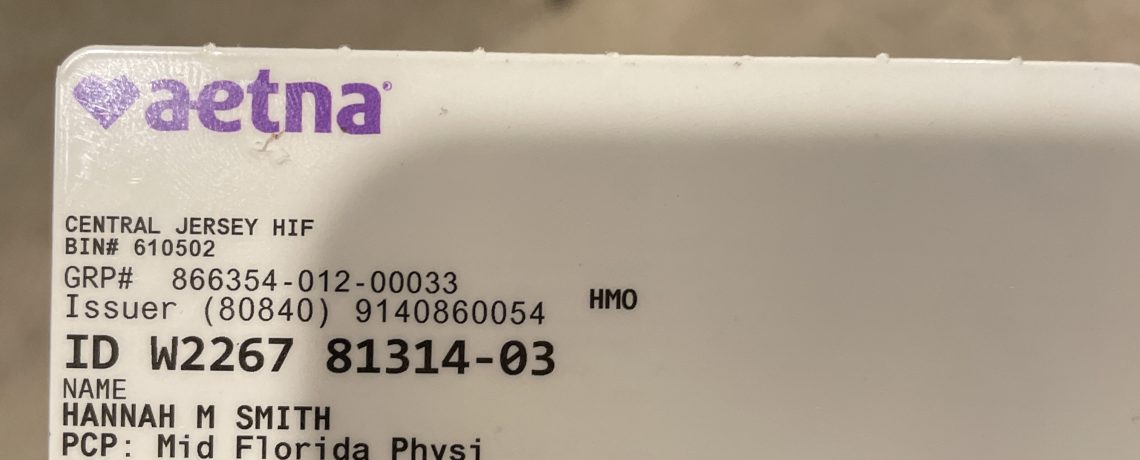 aetna®
CENTRAL JERSEY HIF
BIN# 610502
GRP# 866354-012-00033
Issuer (80840) 9140860054 HMO
ID W2267 81314-03
NAME
HANNAH M SMITH
PCP: Mid Florida Physi